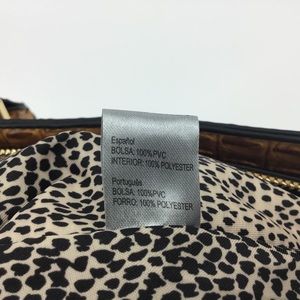 Español
BOLSA: 100%PVC
INTERIOR: 100% POLYESTER
Português
BOLSA: 100%PVC
FORRO: 100% POLYESTER